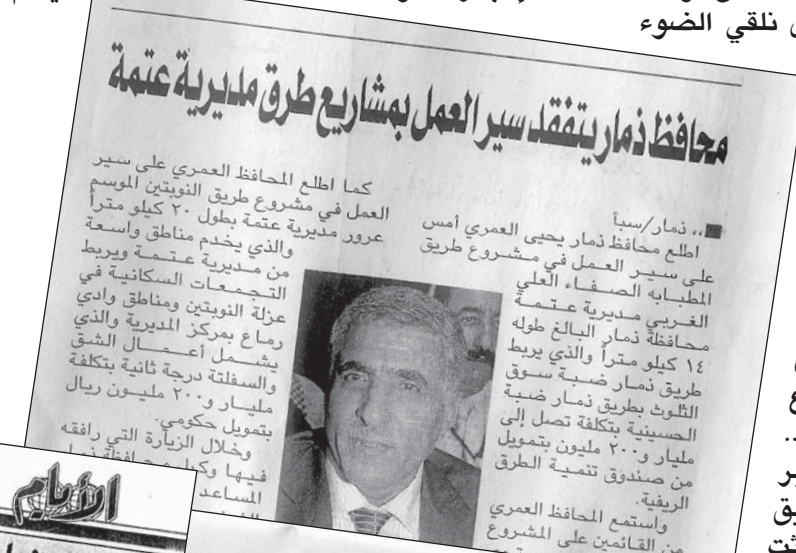 نلقي الضوء
محافظ ذمار يتفقد سير العمل بمشاريع طرق مديرية عتمة
■،، ذمار/سبأ
اطلع محافظ ذمار يحيى العمري أمس
على سير العمل في مشروع طريق
المطبابه الصفاء العلي
الغربي مديرية عتمة
محافظة ذمار البالغ طوله
١٤ كيلو متراً والذي يربط
طريق ذمار ضبة سوق
الثلوث بطريق ذمار ضبة
الحسينية بتكلفة تصل إلى
مليار و٢٠٠ مليون بتمويل
من صندوق تنمية الطرق
الريفية.
واستمع المحافظ العمري
من القائمين على المشروع
كما اطلع المحافظ العمري على سير
العمل في مشروع طريق النوبتين الموسم
عرور مديرية عتمة بطول ٢٠ كيلو متراً
والذي يخدم مناطق واسعة
من مديرية عتمة ويربط
التجمعات السكانية في
عزلة النوبتين ومناطق وادي
رماع بمركز المديرية والذي
يشمل أعمال الشق
والسفلتة درجة ثانية بتكلفة
مليار و٢٠٠ مليون ريال
بتمويل حكومي.
وخلال الزيارة التي رافقه
فيها وكيل
المساعد
الأيام